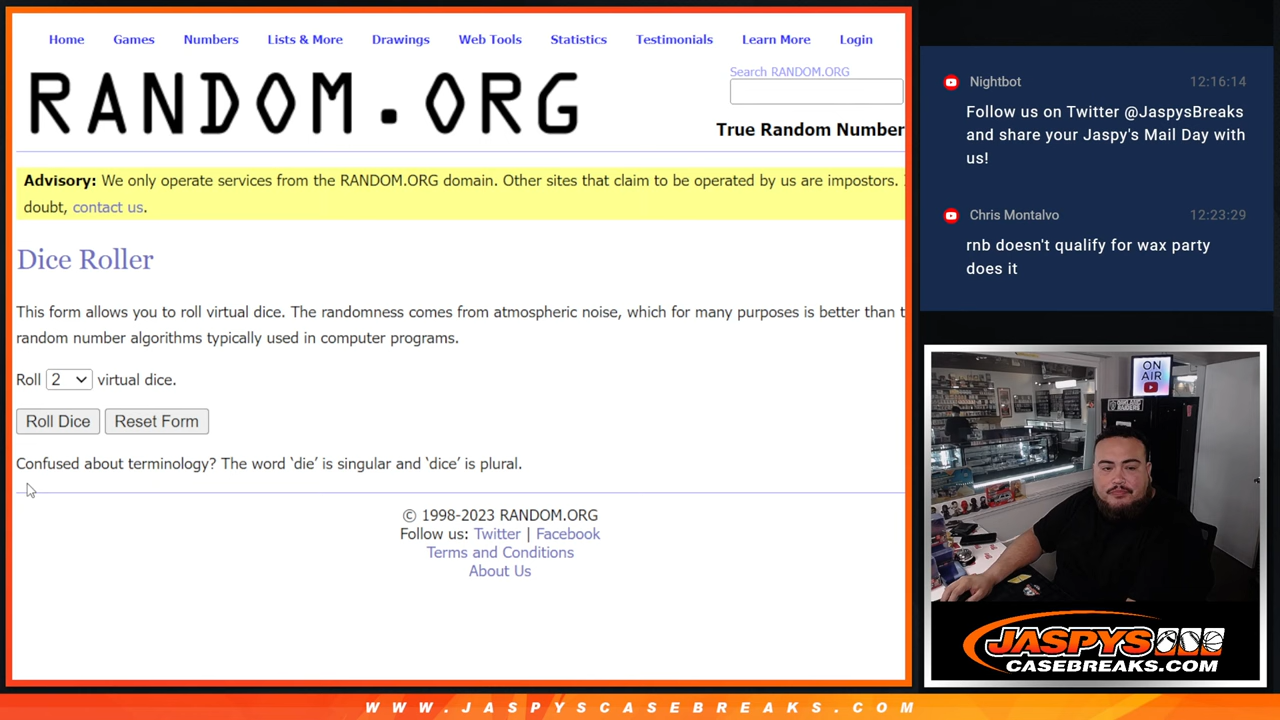 Home Games Numbers Lists & More Drawings Web Tools Statistics Testimonials Learn More Login
RANDOM.ORG
Search RANDOM.ORG
True Random Number
Advisory: We only operate services from the RANDOM.ORG domain. Other sites that claim to be operated by us are impostors.
doubt, contact us.
Dice Roller
This form allows you to roll virtual dice. The randomness comes from atmospheric noise, which for many purposes is better than
random number algorithms typically used in computer programs.
Roll 2 virtual dice.
Roll Dice Reset Form
Confused about terminology? The word ‘die’ is singular and ‘dice’ is plural.
© 1998-2023 RANDOM.ORG
Follow us: Twitter | Facebook
Terms and Conditions
About Us
Nightbot 12:16:14
Follow us on Twitter @JaspysBreaks
and share your Jaspy's Mail Day with
us!
Chris Montalvo 12:23:29
rnb doesn't qualify for wax party
does it
ON
AIR
OAKLAND
RAIDERS
JASPYS
CASEBREAKS.COM
WWW.JASPYSCASEBREAKS.COM